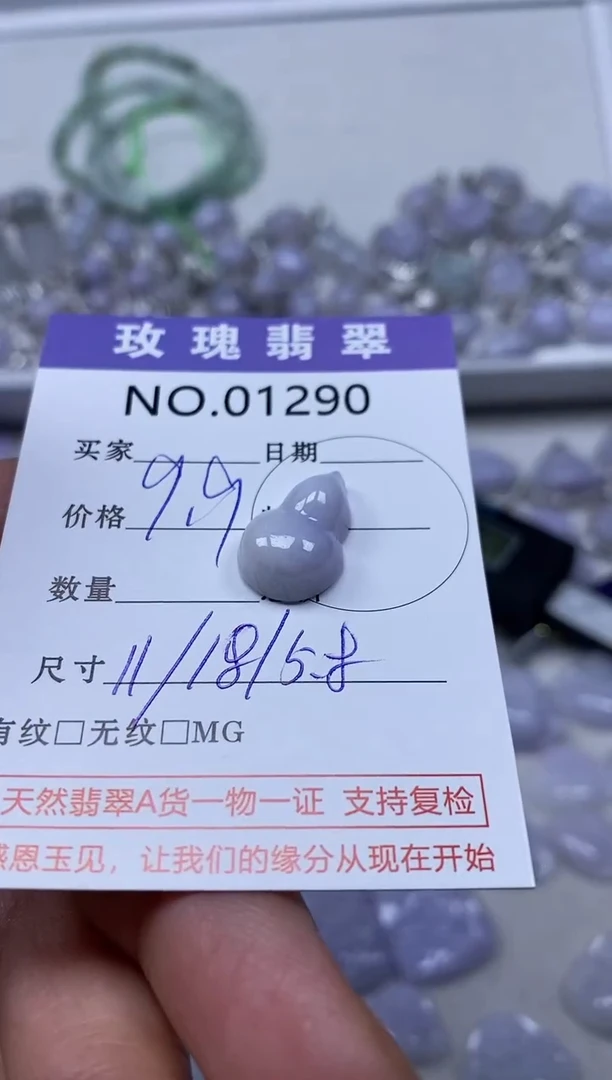 玫瑰翡翠
NO.01290
买家 日期
价格 9.9
数量
尺寸 11/18/5.8
有纹□无纹□MG
天然翡翠A货一物一证 支持复检
感恩玉见，让我们的缘分从现在开始